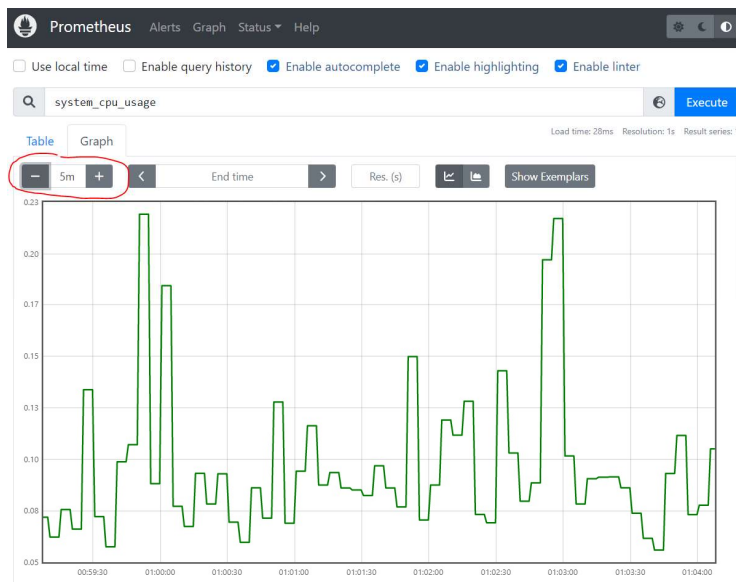 Prometheus Alerts Graph Status Help
Use local time Enable query history Enable autocomplete Enable highlighting Enable linter
system_cpu_usage Execute
Load time: 28ms Resolution: 1s Result series:
Table Graph
− 5m + < End time > Res. (s) Show Exemplars
0.23
0.20
0.17
0.15
0.13
0.10
0.08
0.05
00:59:30 01:00:00 01:00:30 01:01:00 01:01:30 01:02:00 01:02:30 01:03:00 01:03:30 01:04:00